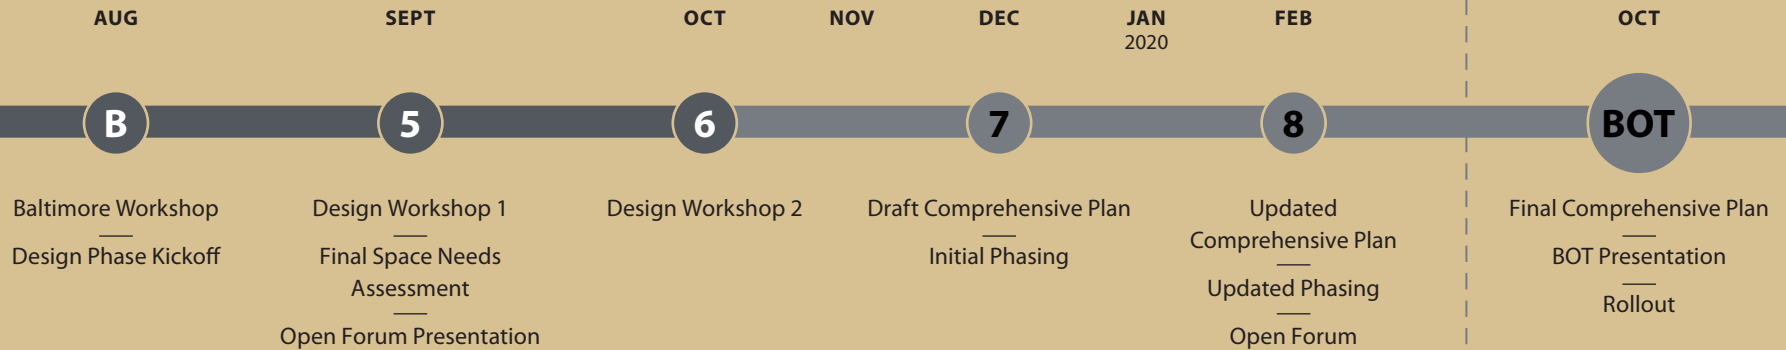 AUG
SEPT
OCT
NOV
DEC
JAN
2020
FEB
OCT
B
5
6
7
8
BOT
Baltimore Workshop
Design Phase Kickoff
Design Workshop 1
Final Space Needs
Assessment
Open Forum Presentation
Design Workshop 2
Draft Comprehensive Plan
Initial Phasing
Updated
Comprehensive Plan
Updated Phasing
Open Forum
Final Comprehensive Plan
BOT Presentation
Rollout